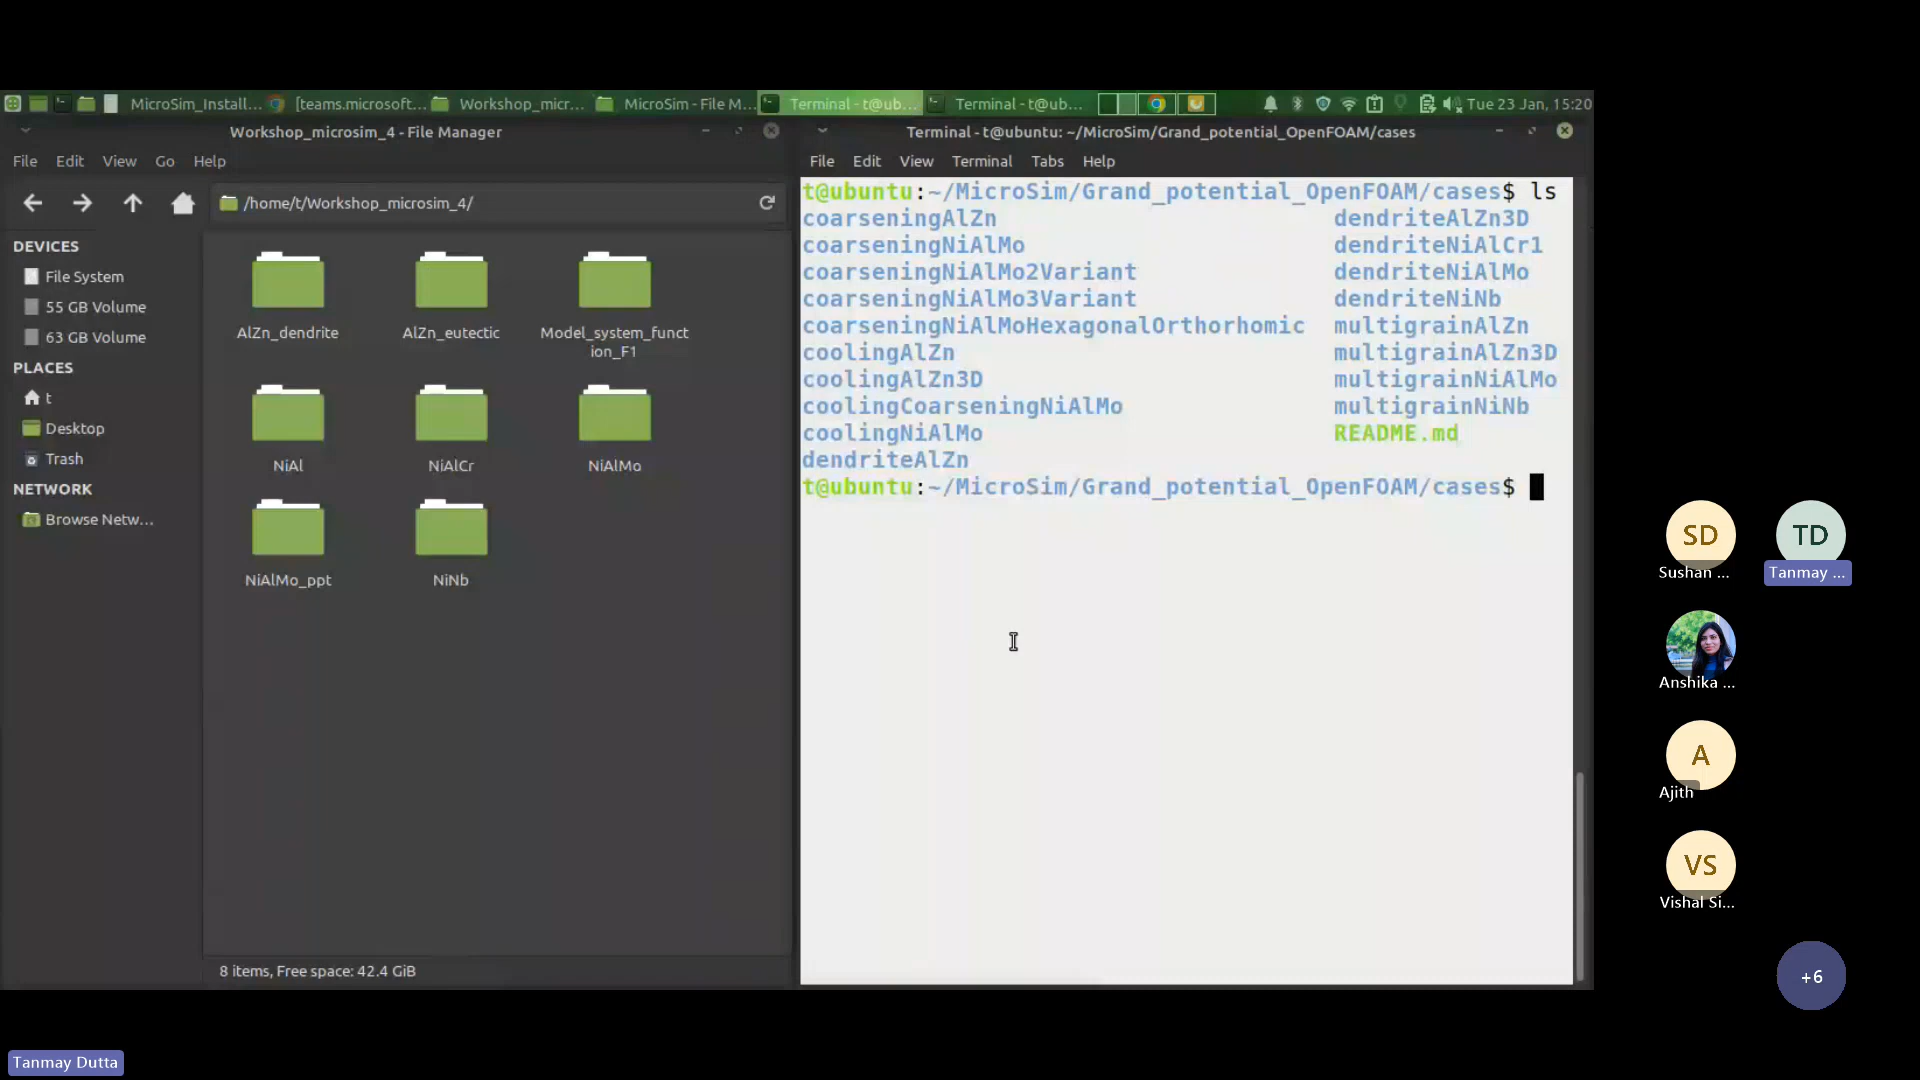 MicroSim_Install...
[teams.microsoft...
Workshop_micr...
MicroSim - File M...
Terminal - t@ub...
Terminal - t@ub...
Tue 23 Jan, 15:20
Workshop_microsim_4 - File Manager
File Edit View Go Help
/home/t/Workshop_microsim_4/
DEVICES
File System
55 GB Volume
63 GB Volume
PLACES
t
Desktop
Trash
NETWORK
Browse Netw...
AlZn_dendrite
AlZn_eutectic
Model_system_funct
ion_F1
NiAl
NiAlCr
NiAlMo
NiAlMo_ppt
NiNb
8 items, Free space: 42.4 GiB
Terminal - t@ubuntu: ~/MicroSim/Grand_potential_OpenFOAM/cases
File Edit View Terminal Tabs Help
t@ubuntu:~/MicroSim/Grand_potential_OpenFOAM/cases$ ls
coarseningAlZn dendriteAlZn3D
coarseningNiAlMo dendriteNiAlCr1
coarseningNiAlMo2Variant dendriteNiAlMo
coarseningNiAlMo3Variant dendriteNiNb
coarseningNiAlMoHexagonalOrthorhomic multigrainAlZn
coolingAlZn multigrainAlZn3D
coolingAlZn3D multigrainNiAlMo
coolingCoarseningNiAlMo multigrainNiNb
coolingNiAlMo README.md
dendriteAlZn
t@ubuntu:~/MicroSim/Grand_potential_OpenFOAM/cases$
SD
Sushan ...
TD
Tanmay ...
Anshika ...
A
Ajith
VS
Vishal Si...
+6
Tanmay Dutta